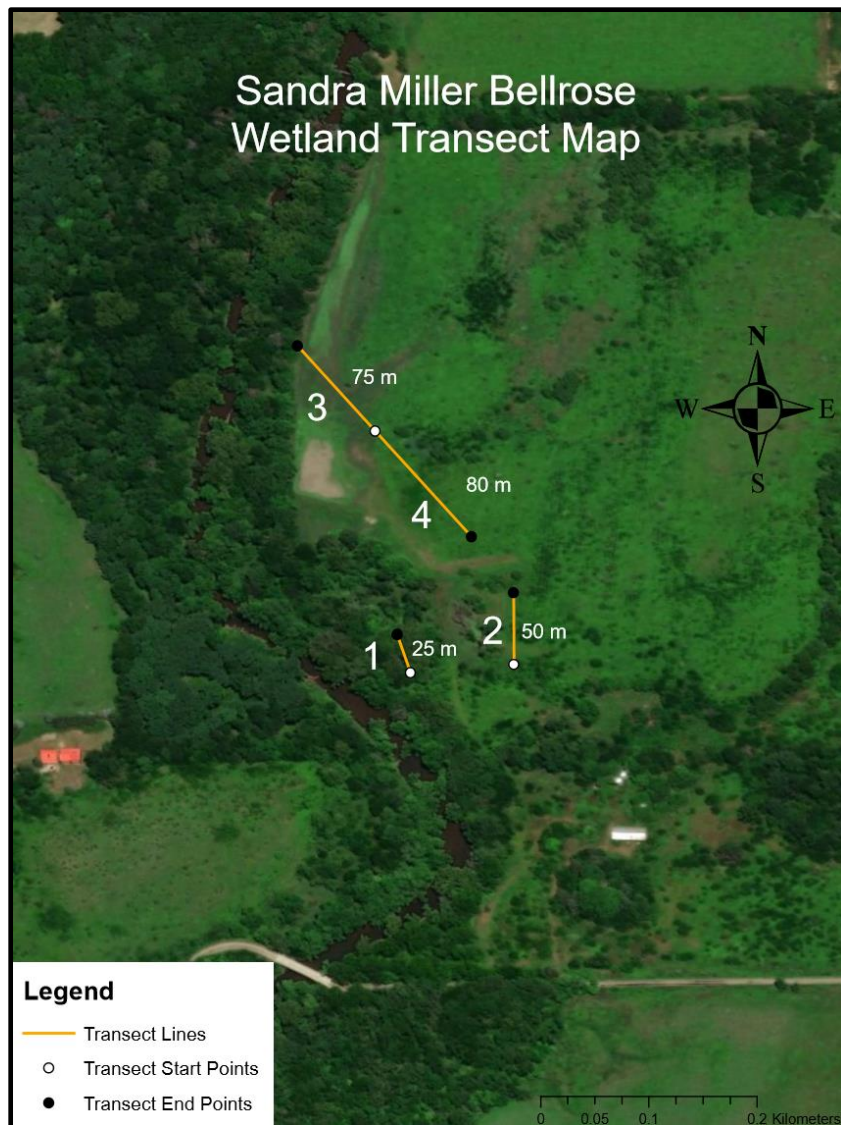 Sandra Miller Bellrose
Wetland Transect Map
N
W
E
S
75 m
3
80 m
4
2
50 m
1
25 m
Legend
Transect Lines
Transect Start Points
Transect End Points
0 0.05 0.1 0.2 Kilometers